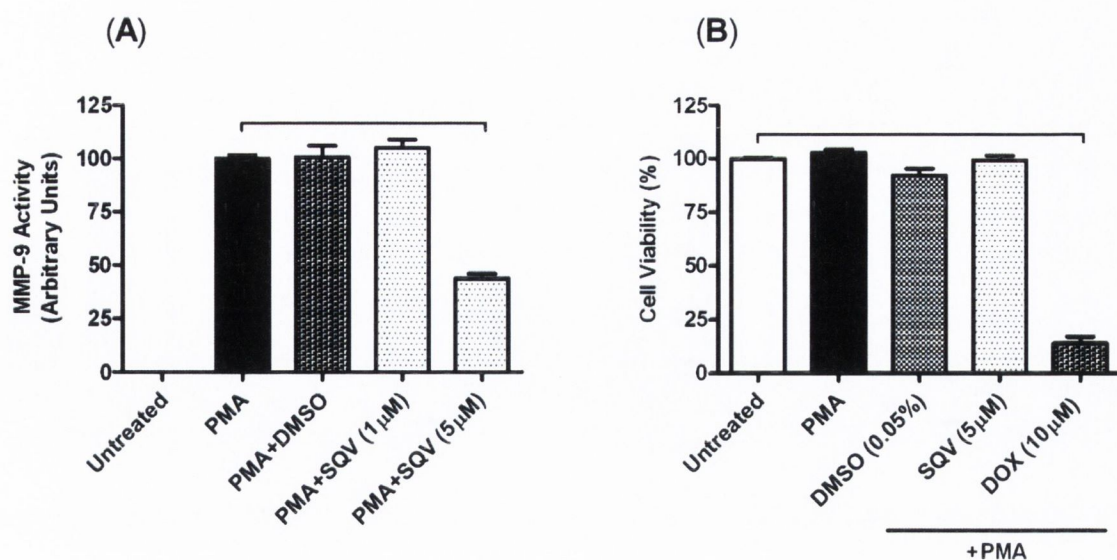 (A)
MMP-9 Activity
(Arbitrary Units)
125
100
75
50
25
0
Untreated
PMA
PMA+DMSO
PMA+SQV (1µM)
PMA+SQV (5µM)
(B)
Cell Viability (%)
125
100
75
50
25
0
Untreated
PMA
DMSO (0.05%)
SQV (5µM)
DOX (10µM)
+PMA